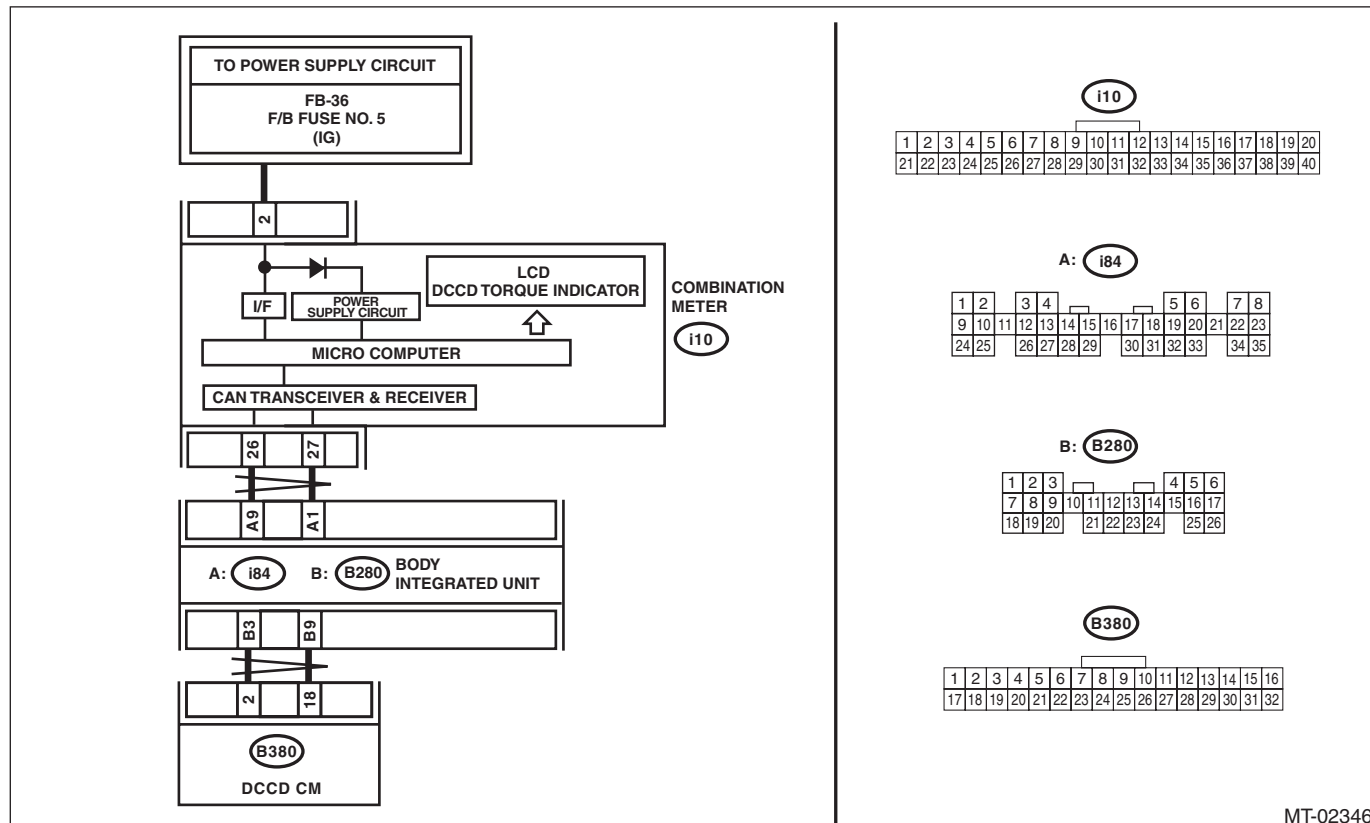 TO POWER SUPPLY CIRCUIT
FB-36
F/B FUSE NO. 5
(IG)
2
I/F
POWER
SUPPLY CIRCUIT
LCD
DCCD TORQUE INDICATOR
MICRO COMPUTER
CAN TRANSCEIVER & RECEIVER
COMBINATION
METER
i10
26 27
A9 A1
A: i84 B: B280 BODY
INTEGRATED UNIT
B3 B9
2 18
B380
DCCD CM
i10
1 2 3 4 5 6 7 8 9 10 11 12 13 14 15 16 17 18 19 20
21 22 23 24 25 26 27 28 29 30 31 32 33 34 35 36 37 38 39 40
A: i84
1 2 3 4 5 6 7 8
9 10 11 12 13 14 15 16 17 18 19 20 21 22 23
24 25 26 27 28 29 30 31 32 33 34 35
B: B280
1 2 3 4 5 6
7 8 9 10 11 12 13 14 15 16 17
18 19 20 21 22 23 24 25 26
B380
1 2 3 4 5 6 7 8 9 10 11 12 13 14 15 16
17 18 19 20 21 22 23 24 25 26 27 28 29 30 31 32
MT-02346